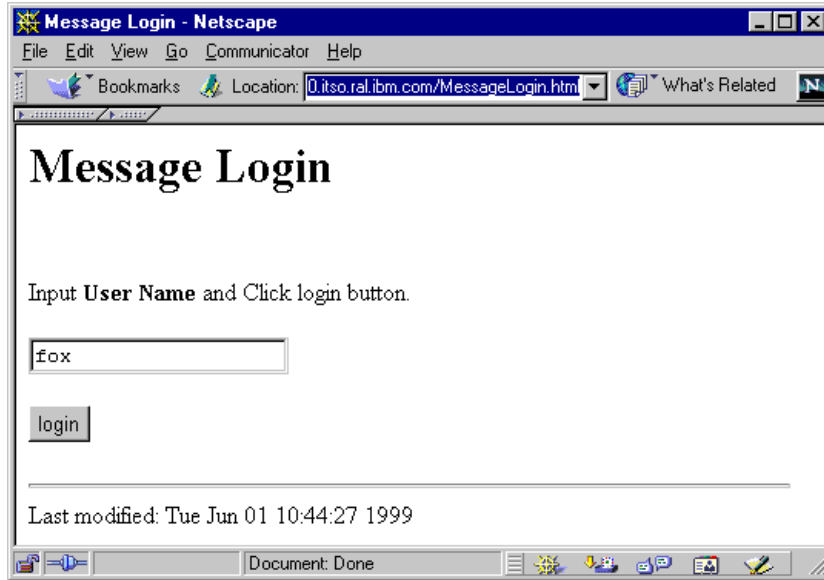 Message Login - Netscape
File Edit View Go Communicator Help
Bookmarks Location: 0.itso.ral.ibm.com/MessageLogin.html What's Related N
Message Login
Input User Name and Click login button.
fox
login
Last modified: Tue Jun 01 10:44:27 1999
Document: Done